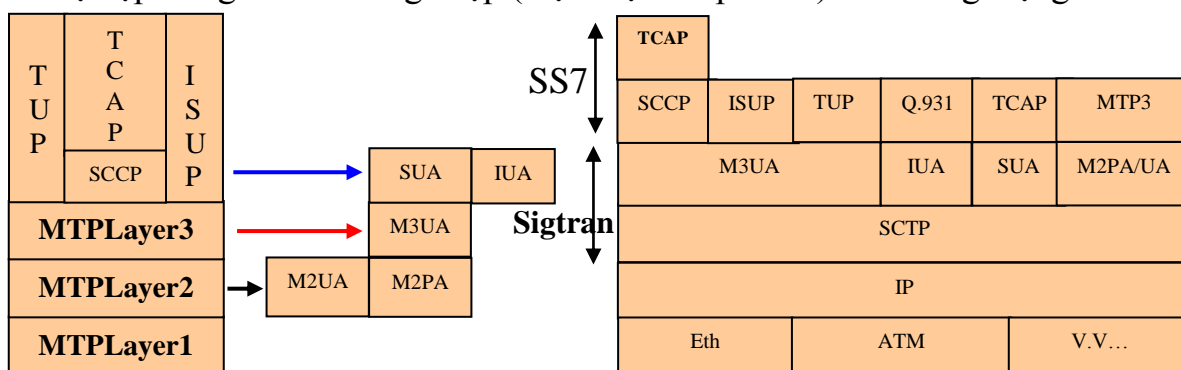 TUP
TCAP
ISUP
SCCP
MTPLayer3
MTPLayer2
MTPLayer1
SUA IUA
M3UA
M2UA M2PA
SS7
Sigtran
TCAP
SCCP ISUP TUP Q.931 TCAP MTP3
M3UA IUA SUA M2PA/UA
SCTP
IP
Eth ATM V.V…